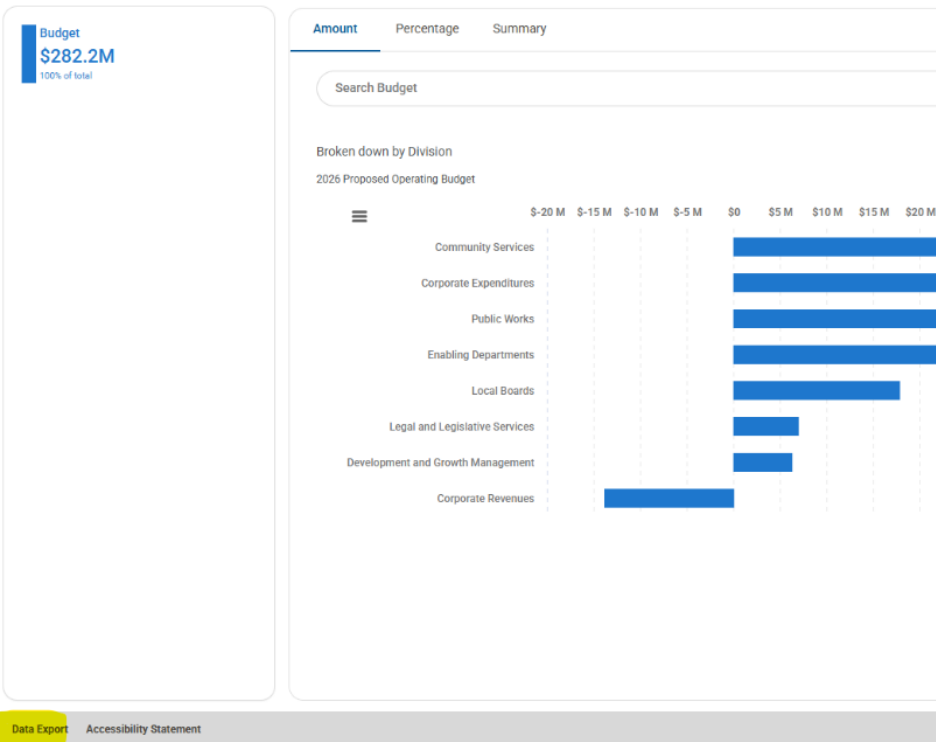 Budget
$282.2M
100% of total
Amount Percentage Summary
Search Budget
Broken down by Division
2026 Proposed Operating Budget
$-20 M $-15 M $-10 M $-5 M $0 $5 M $10 M $15 M $20 M
Community Services
Corporate Expenditures
Public Works
Enabling Departments
Local Boards
Legal and Legislative Services
Development and Growth Management
Corporate Revenues
Data Export Accessibility Statement